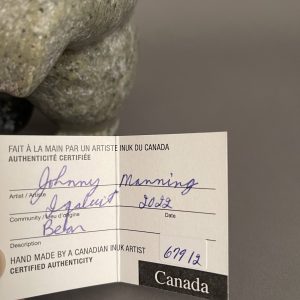 FAIT À LA MAIN PAR UN ARTISTE INUK DU CANADA
AUTHENTICITÉ CERTIFIÉE
Johnny Manning
Artist / Artiste
2022
Community / Lieu d'origine Date
Bear
Description
HAND MADE BY A CANADIAN INUK ARTIST
CERTIFIED AUTHENTICITY
67912
Canada